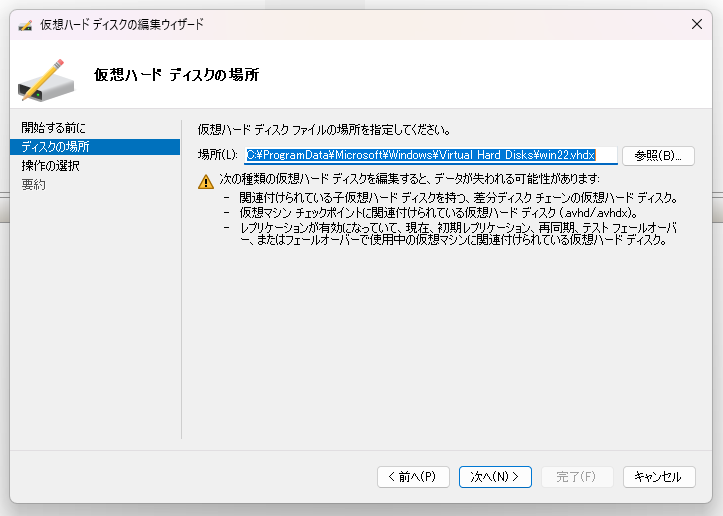 仮想ハード ディスクの編集ウィザード
仮想ハード ディスクの場所
開始する前に
ディスクの場所
操作の選択
要約
仮想ハード ディスク ファイルの場所を指定してください。
場所(L): C:¥ProgramData¥Microsoft¥Windows¥Virtual Hard Disks¥win22.vhdx 参照(B)...
次の種類の仮想ハード ディスクを編集すると、データが失われる可能性があります:
- 関連付けられている子仮想ハード ディスクを持つ、差分ディスク チェーンの仮想ハード ディスク。
- 仮想マシン チェックポイントに関連付けられている仮想ハード ディスク (.avhd/avhdx)。
- レプリケーションが有効になっていて、現在、初期レプリケーション、再同期、テスト フェールオーバ
ー、またはフェールオーバーで使用中の仮想マシンに関連付けられている仮想ハード ディスク。
< 前へ(P) 次へ(N) > 完了(F) キャンセル